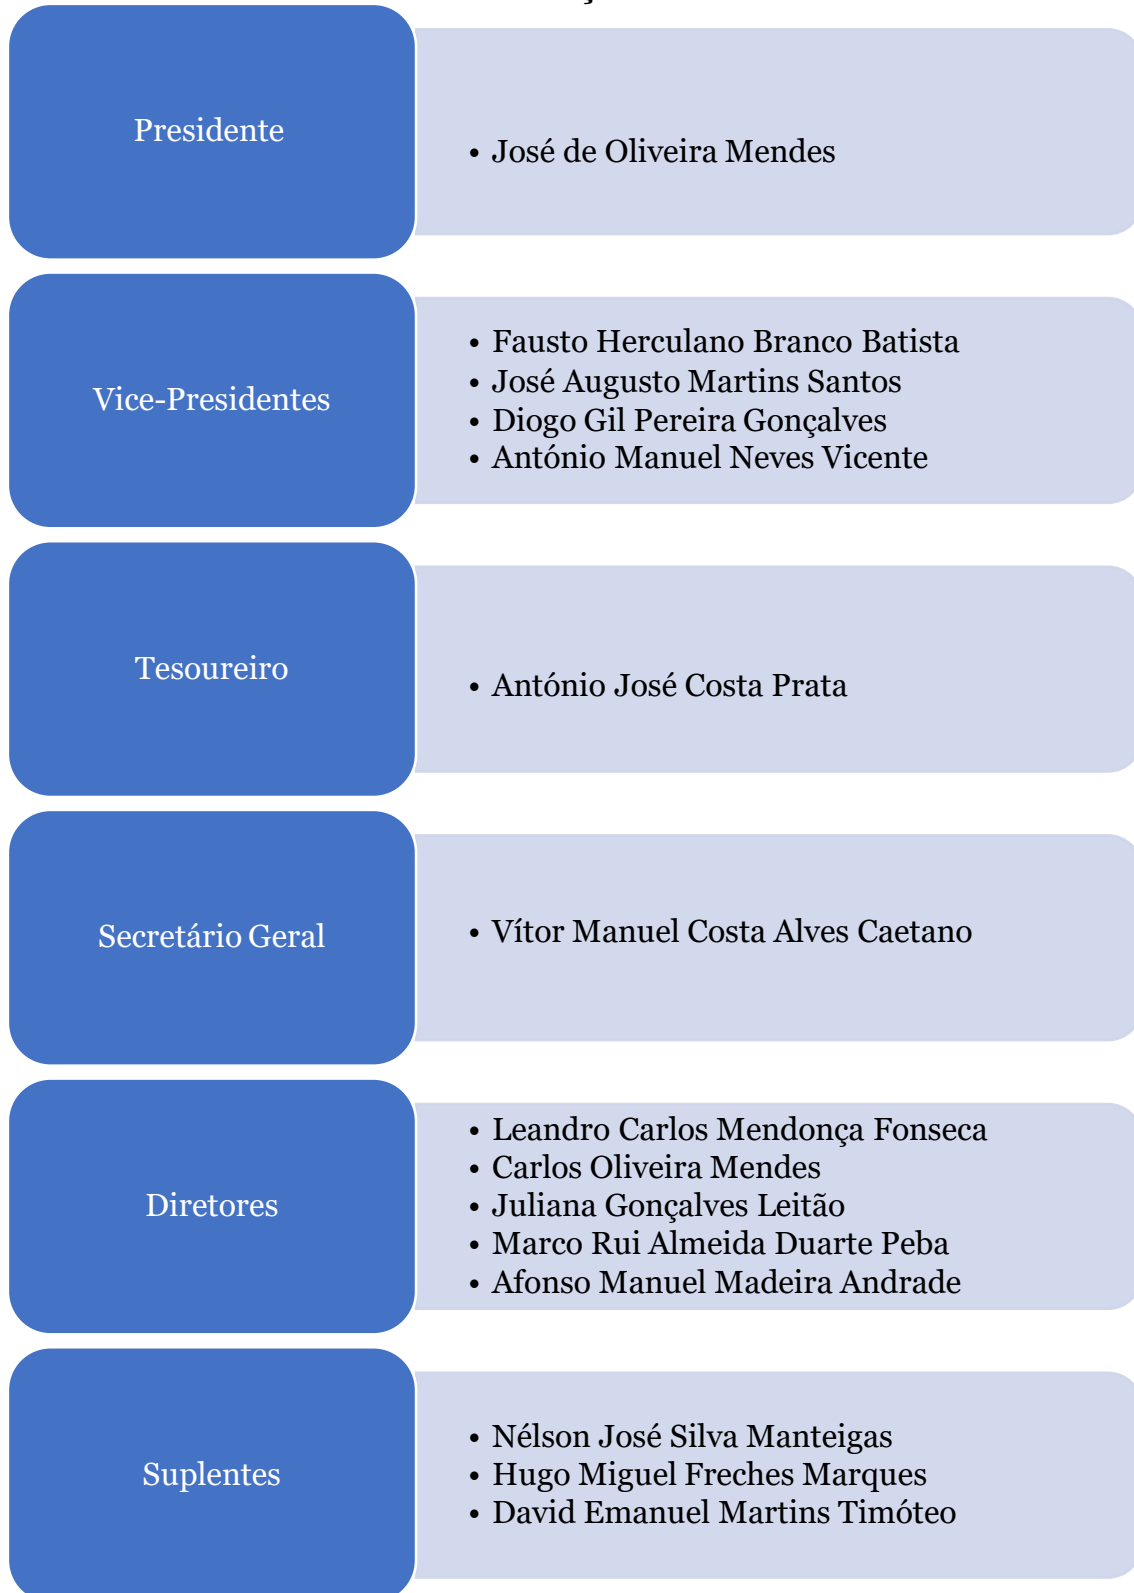 Presidente
• José de Oliveira Mendes
Vice-Presidentes
• Fausto Herculano Branco Batista
• José Augusto Martins Santos
• Diogo Gil Pereira Gonçalves
• António Manuel Neves Vicente
Tesoureiro
• António José Costa Prata
Secretário Geral
• Vítor Manuel Costa Alves Caetano
Diretores
• Leandro Carlos Mendonça Fonseca
• Carlos Oliveira Mendes
• Juliana Gonçalves Leitão
• Marco Rui Almeida Duarte Peba
• Afonso Manuel Madeira Andrade
Suplentes
• Nélson José Silva Manteigas
• Hugo Miguel Freches Marques
• David Emanuel Martins Timóteo